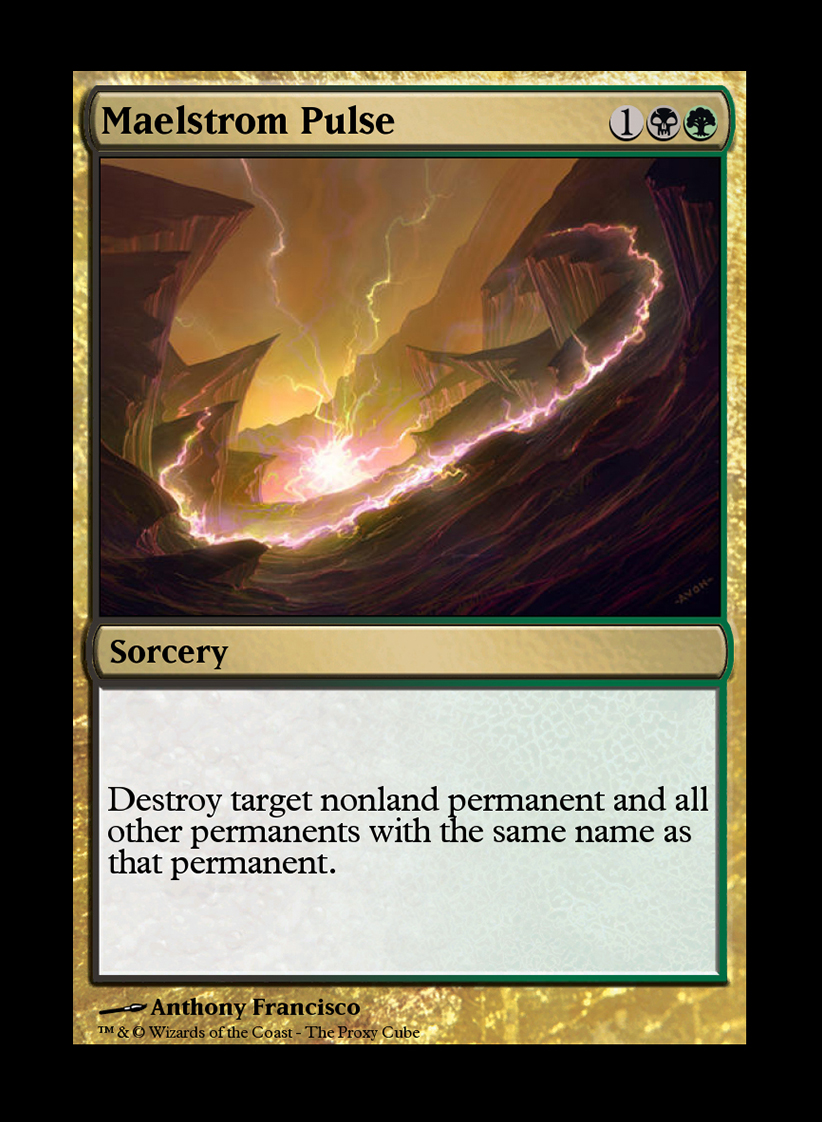 Maelstrom Pulse 1
-AVON-
Sorcery
Destroy target nonland permanent and all
other permanents with the same name as
that permanent.
Anthony Francisco
™ & © Wizards of the Coast - The Proxy Cube